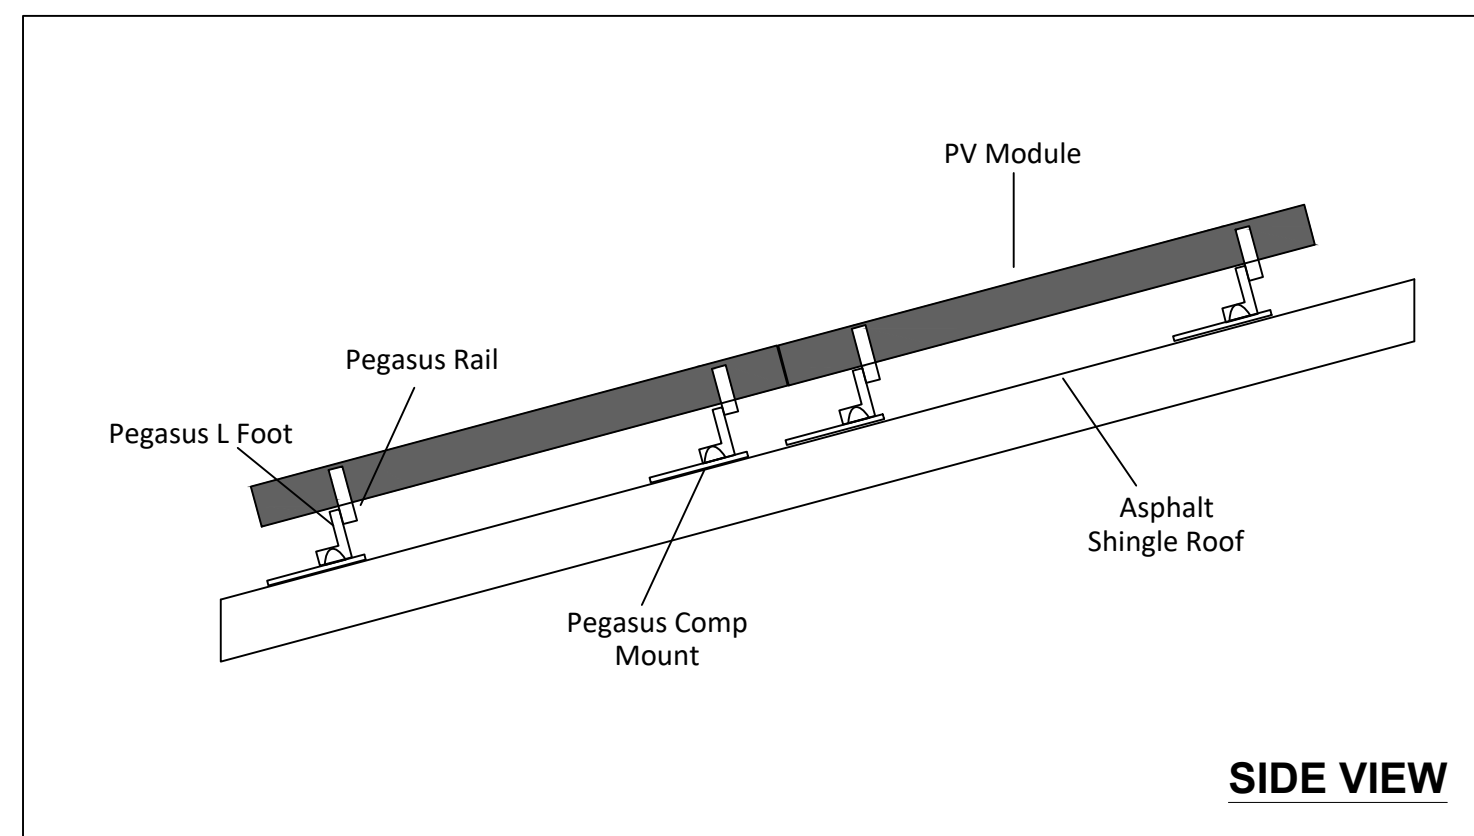 PV Module
Pegasus Rail
Pegasus L Foot
Asphalt
Shingle Roof
Pegasus Comp
Mount
SIDE VIEW